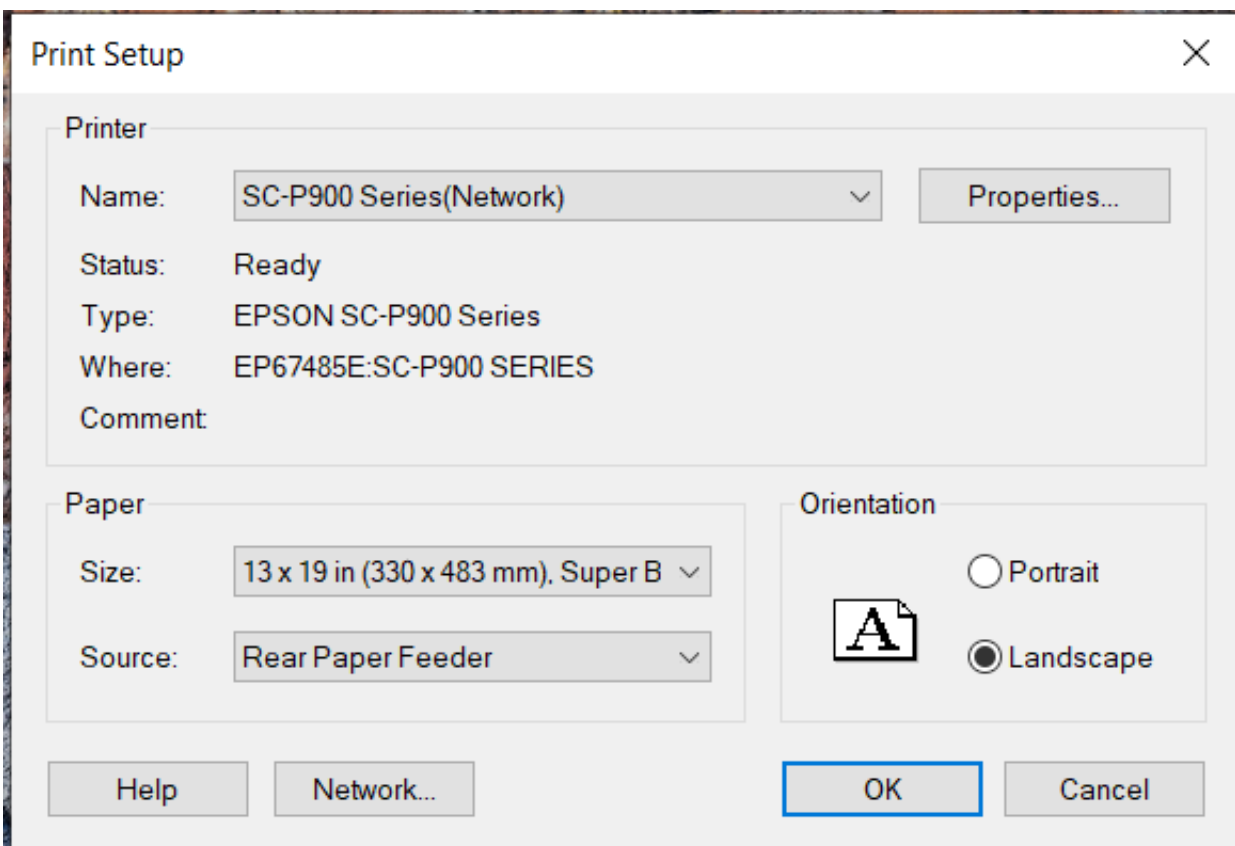 Print Setup
Printer
Name: SC-P900 Series(Network) Properties...
Status: Ready
Type: EPSON SC-P900 Series
Where: EP67485E:SC-P900 SERIES
Comment:
Paper
Size: 13 x 19 in (330 x 483 mm), Super B
Source: Rear Paper Feeder
Orientation
A
Portrait
Landscape
Help Network... OK Cancel